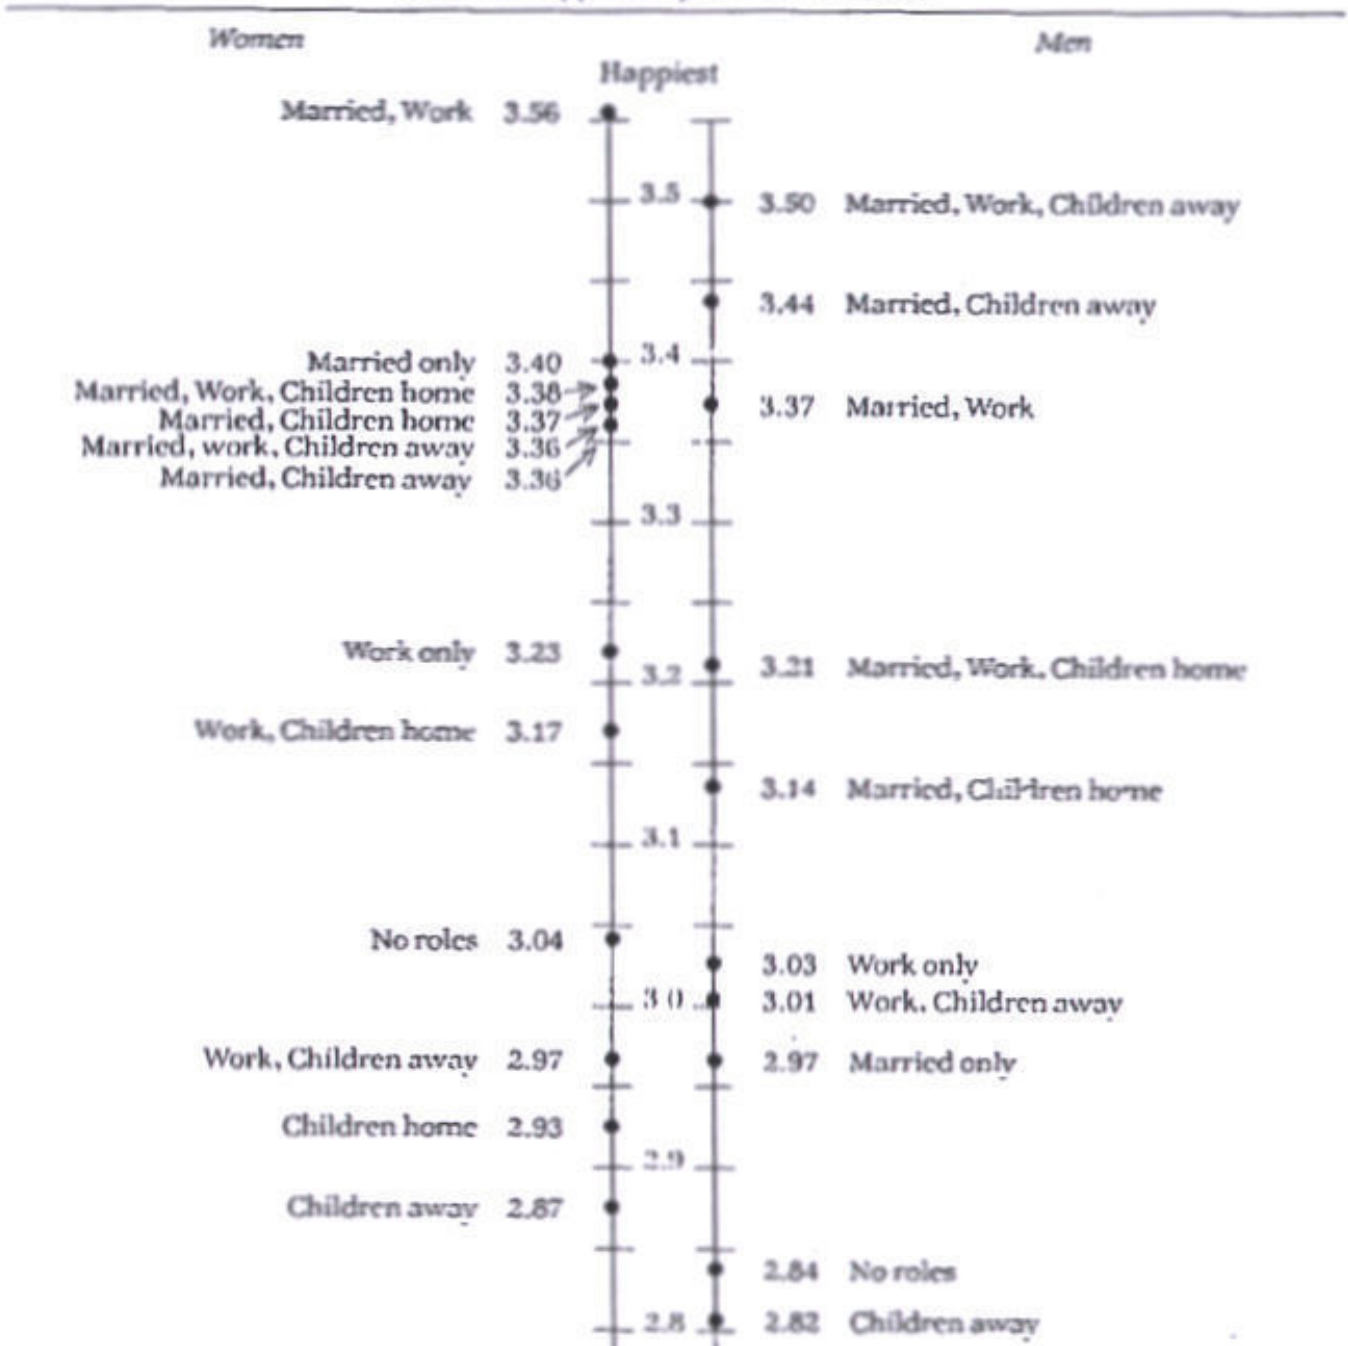 Women Men
Happiest
Married, Work 3.56
3.5 3.50 Married, Work, Children away
3.44 Married, Children away
Married only 3.40 3.4
Married, Work, Children home 3.38
Married, Children home 3.37 3.37 Married, Work
Married, work, Children away 3.36
Married, Children away 3.36
3.3
Work only 3.23
3.2 3.21 Married, Work, Children home
Work, Children home 3.17
3.14 Married, Children home
3.1
No roles 3.04
3.03 Work only
3.0 3.01 Work, Children away
Work, Children away 2.97 2.97 Married only
Children home 2.93
2.9
Children away 2.87
2.84 No roles
2.8 2.82 Children away